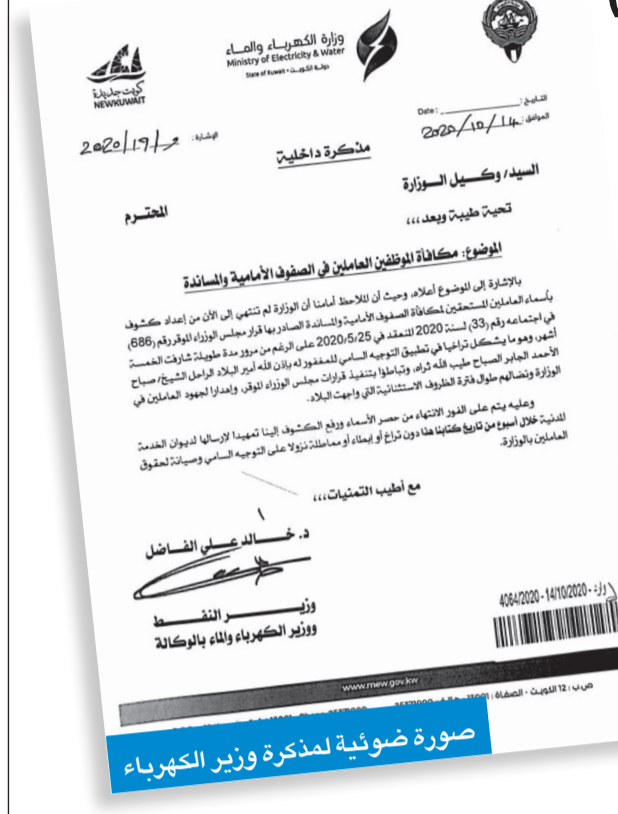 كويت جديدة
NEWKUWAIT
وزارة الكهرباء والماء
Ministry of Electricity & Water
State of Kuwait - دولة الكويت
التاريخ:
Date:
الموافق: 2020/10/14
الإشارة:
مذكرة داخلية
السيد/ وكيل الوزارة
المحترم
تحية طيبة وبعد ،،،
الموضوع: مكافأة الموظفين العاملين في الصفوف الأمامية والمساندة
بالإشارة إلى الموضوع أعلاه، وحيث أن الملاحظ أمامنا أن الوزارة لم تنتهي إلى الأن من إعداد كشوف
بأسماء العاملين المستحقين لمكافأة الصفوف الأمامية والمساندة الصادر بها قرار مجلس الوزراء الموقر رقم (686)
في اجتماعه رقم (33) لسنة 2020 المنعقد في 2020/5/25 على الرغم من مرور مدة طويلة شارفت الخمسة
أشهر، وهو ما يشكل تراخيا في تطبيق التوجيه السامي للمغفور له بإذن الله أمير البلاد الراحل الشيخ/ صباح
الأحمد الجابر الصباح طيب الله ثراه، وتباطؤا بتنفيذ قرارات مجلس الوزراء الموقر، وإهدارا لجهود العاملين في
الوزارة ونضالهم طوال فترة الظروف الاستثنائية التي واجهت البلاد.
وعليه يتم على الفور الانتهاء من حصر الأسماء ورفع الكشوف إلينا تمهيدا لإرسالها لديوان الخدمة
المدنية خلال أسبوع من تاريخ كتابنا هذا دون تراخ أو إبطاء أو مماطلة نزولا على التوجيه السامي وصيانة لحقوق
العاملين بالوزارة.
مع أطيب التمنيات ،،،
د. خالد علي الفاضل
وزير النفط
ووزير الكهرباء والماء بالوكالة
4064/2020 - 14/10/2020 - وارد
www.mew.gov.kw
ص.ب: 12 الكويت - الصفاة: 13001
صورة ضوئية لمذكرة وزير الكهرباء